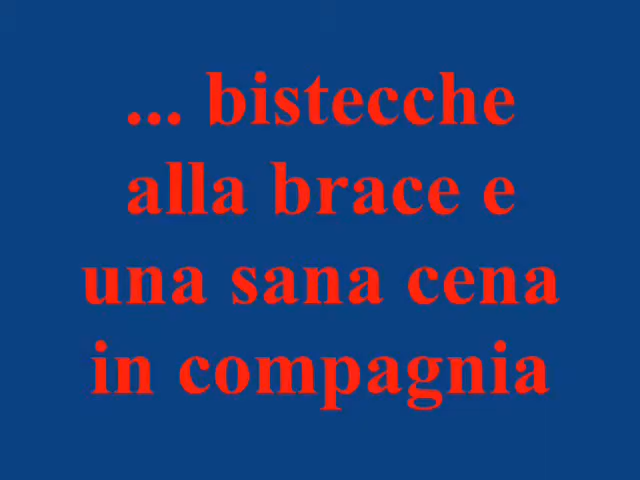 ... bistecche
alla brace e
una sana cena
in compagnia